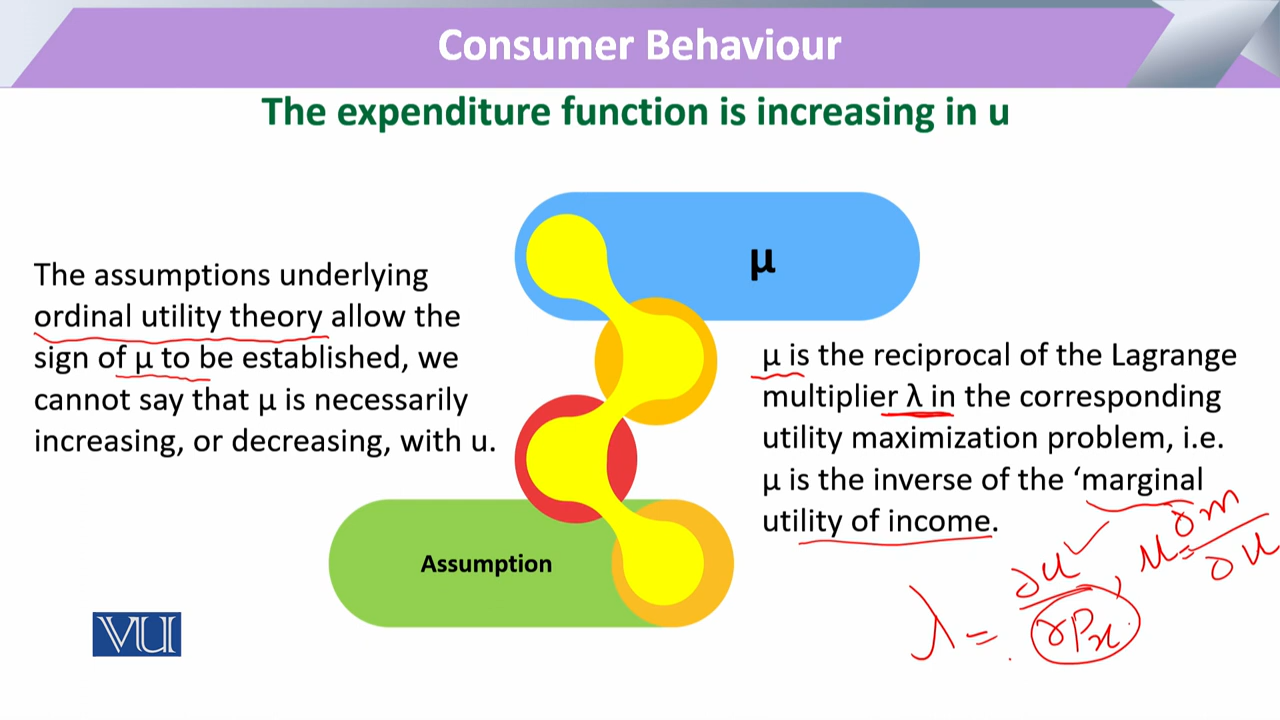 Consumer Behaviour
The expenditure function is increasing in u
The assumptions underlying
ordinal utility theory allow the
sign of μ to be established, we
cannot say that μ is necessarily
increasing, or decreasing, with u.
μ
μ is the reciprocal of the Lagrange
multiplier λ in the corresponding
utility maximization problem, i.e.
μ is the inverse of the ‘marginal
utility of income.
Assumption
λ = ∂u / ∂Px , μ = ∂m / ∂u
VU